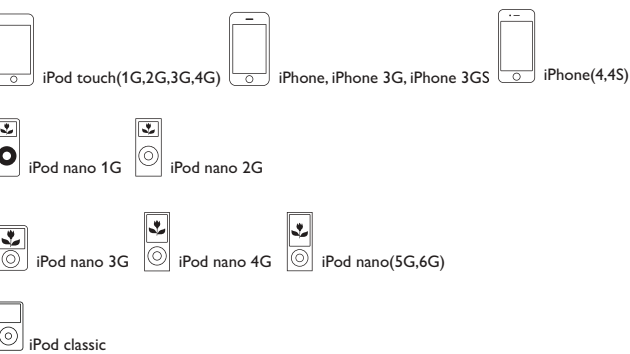 iPod touch(1G,2G,3G,4G) iPhone, iPhone 3G, iPhone 3GS iPhone(4,4S)
iPod nano 1G iPod nano 2G
iPod nano 3G iPod nano 4G iPod nano(5G,6G)
iPod classic